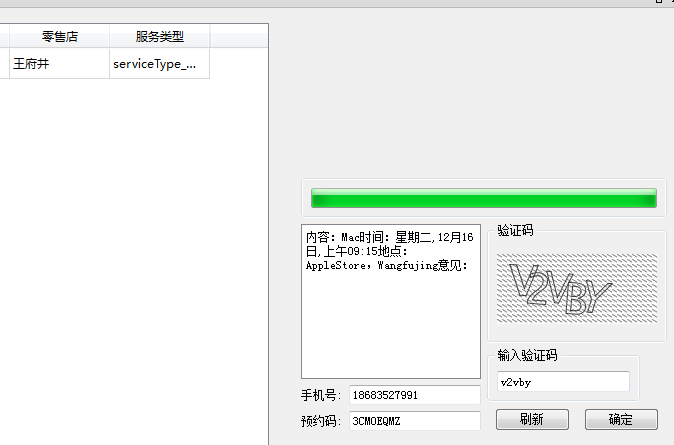 零售店 服务类型
王府井 serviceType_...
内容：Mac时间：星期二,12月16
日,上午09:15地点：
AppleStore，Wangfujing意见：
验证码
V2VBY
输入验证码
v2vby
手机号： 18683527991
预约码： 3CMOEQMZ
刷新 确定